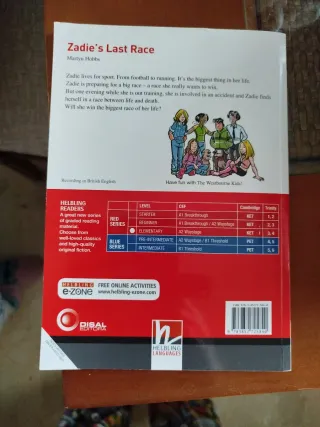 Zadie's Last Race
Martyn Hobbs
Zadie lives for sport. From football to running. It's the biggest thing in her life.
Zadie is preparing for a big race – a race she really wants to win.
But one evening while she is out training, she is involved in an accident and Zadie finds
herself in a race between life and death.
Will she win the biggest race of her life?
Recording in British English
Have fun with The Westbourne Kids!
HELBLING
READERS
A great new series
of graded reading
material.
Choose from
well-loved classics
and high-quality
original fiction.
LEVEL CEF Cambridge Trinity
RED SERIES
STARTER A1 Breakthrough KET 1, 2
BEGINNER A1 Breakthrough / A2 Waystage KET 2, 3
ELEMENTARY A2 Waystage KET 3, 4
BLUE SERIES
PRE-INTERMEDIATE A2 Waystage / B1 Threshold PET 4, 5
INTERMEDIATE B1 Threshold PET 5, 6
HELBLING
e-zone
FREE ONLINE ACTIVITIES
www.helbling-ezone.com
DISAL
EDITORA
HELBLING
LANGUAGES